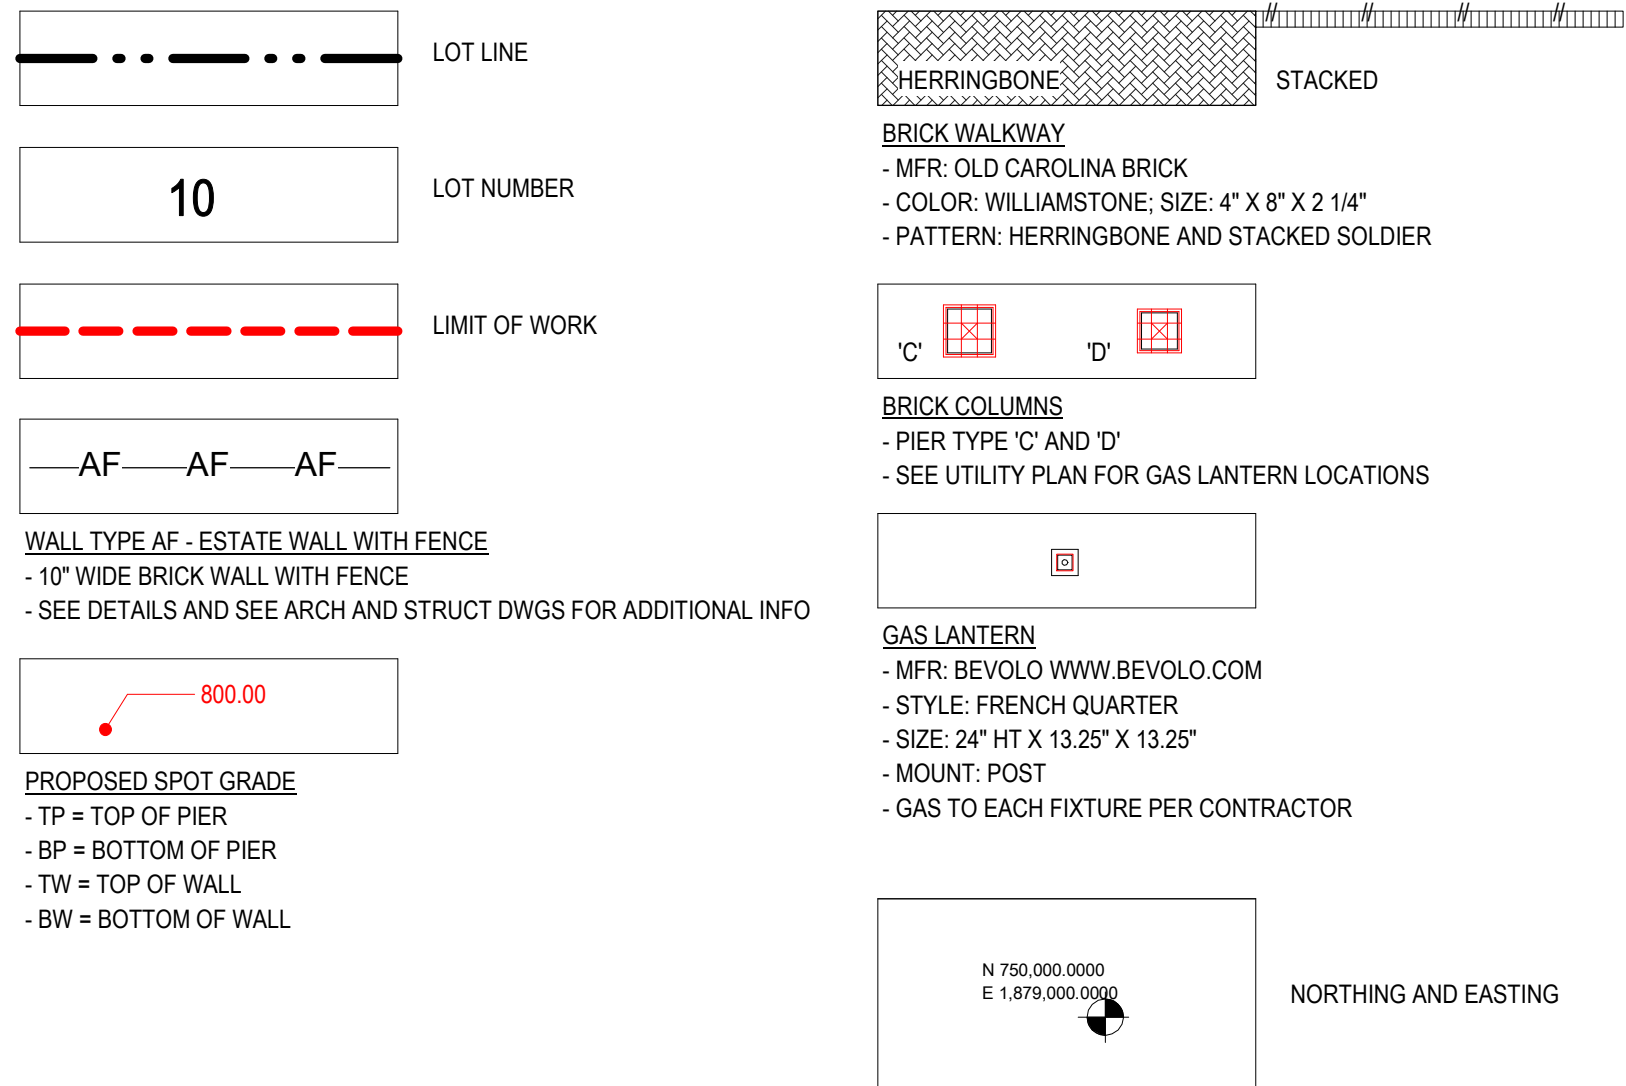 LOT LINE
10
LOT NUMBER
LIMIT OF WORK
AF AF AF
WALL TYPE AF - ESTATE WALL WITH FENCE
- 10" WIDE BRICK WALL WITH FENCE
- SEE DETAILS AND SEE ARCH AND STRUCT DWGS FOR ADDITIONAL INFO
800.00
PROPOSED SPOT GRADE
- TP = TOP OF PIER
- BP = BOTTOM OF PIER
- TW = TOP OF WALL
- BW = BOTTOM OF WALL
HERRINGBONE
STACKED
BRICK WALKWAY
- MFR: OLD CAROLINA BRICK
- COLOR: WILLIAMSTONE; SIZE: 4" X 8" X 2 1/4"
- PATTERN: HERRINGBONE AND STACKED SOLDIER
'C' 'D'
BRICK COLUMNS
- PIER TYPE 'C' AND 'D'
- SEE UTILITY PLAN FOR GAS LANTERN LOCATIONS
GAS LANTERN
- MFR: BEVOLO WWW.BEVOLO.COM
- STYLE: FRENCH QUARTER
- SIZE: 24" HT X 13.25" X 13.25"
- MOUNT: POST
- GAS TO EACH FIXTURE PER CONTRACTOR
N 750,000.0000
E 1,879,000.0000
NORTHING AND EASTING